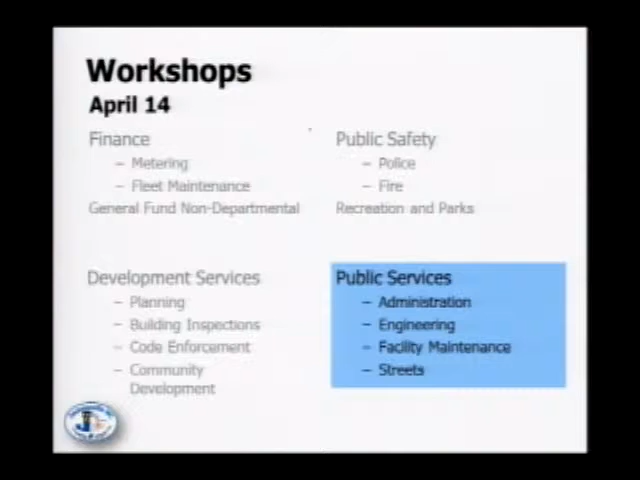 Workshops
April 14
Finance
– Metering
– Fleet Maintenance
General Fund Non-Departmental
Public Safety
– Police
– Fire
Recreation and Parks
Development Services
– Planning
– Building Inspections
– Code Enforcement
– Community
Development
Public Services
– Administration
– Engineering
– Facility Maintenance
– Streets